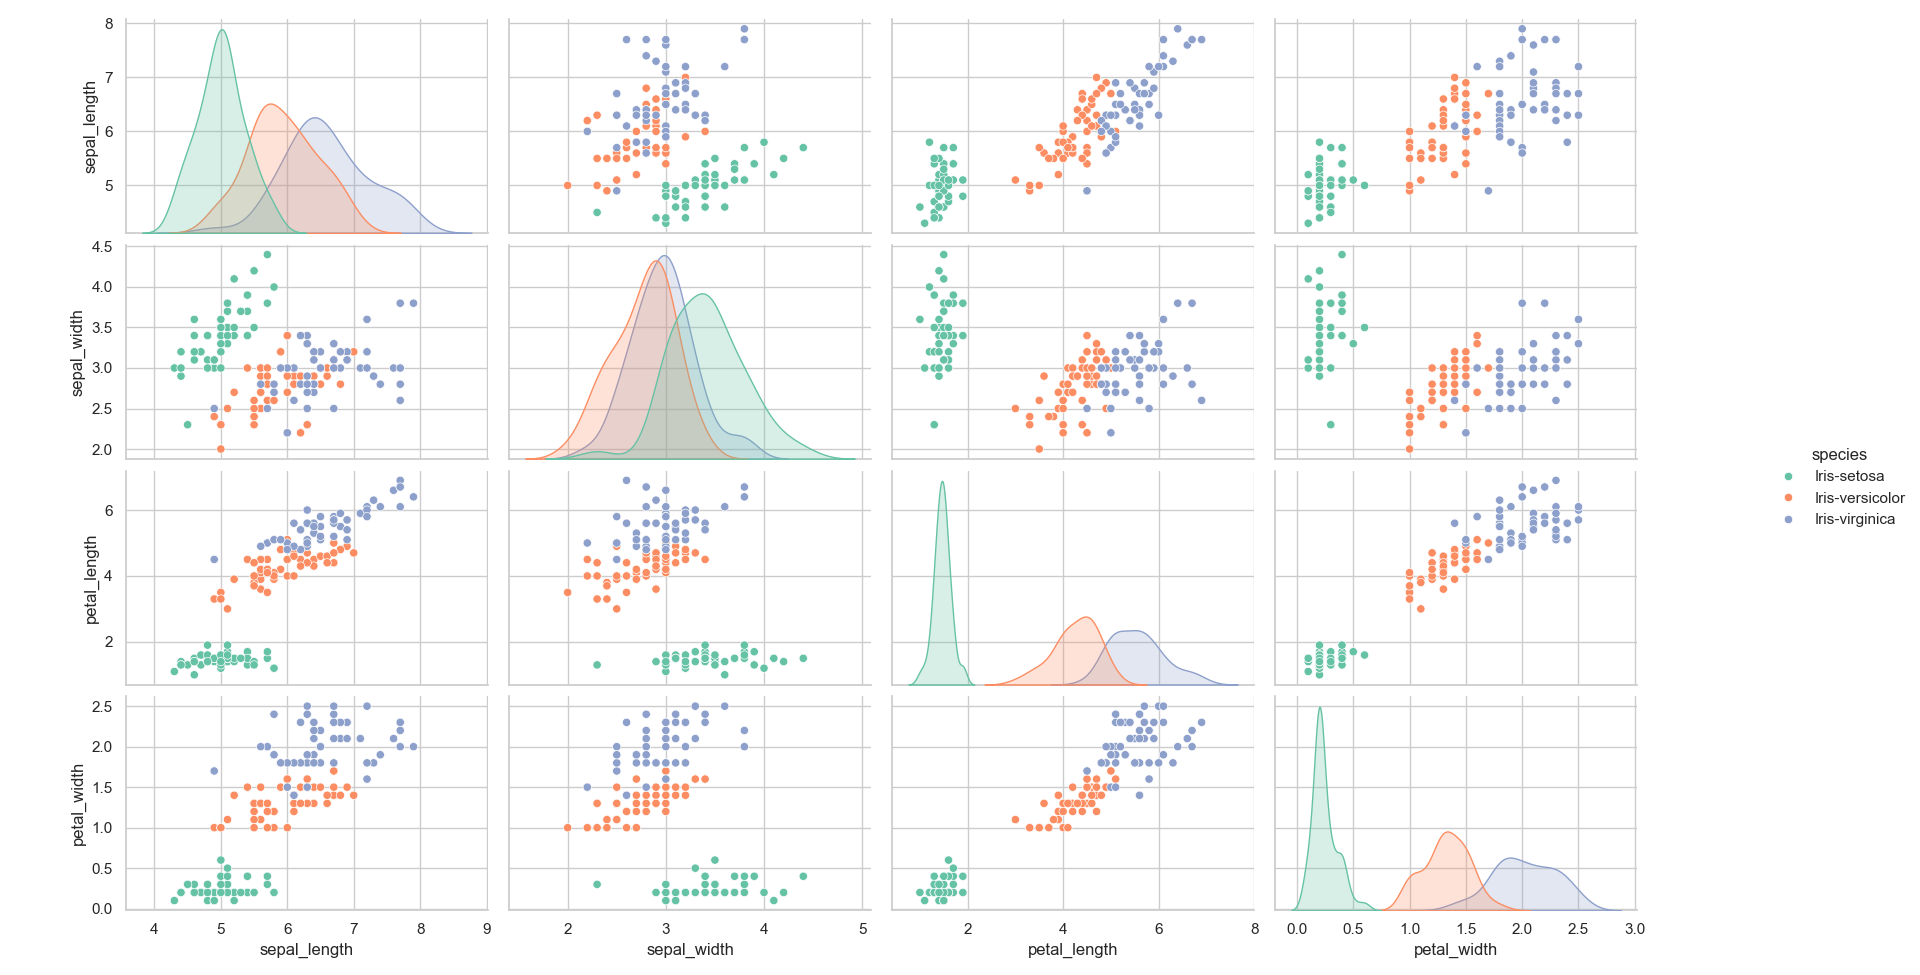 8
7
6
5
sepal_length
4.5
4.0
3.5
3.0
2.5
2.0
sepal_width
6
4
2
petal_length
2.5
2.0
1.5
1.0
0.5
0.0
petal_width
4 5 6 7 8 9
sepal_length
2 3 4 5
sepal_width
2 4 6 8
petal_length
0.0 0.5 1.0 1.5 2.0 2.5 3.0
petal_width
species
Iris-setosa
Iris-versicolor
Iris-virginica